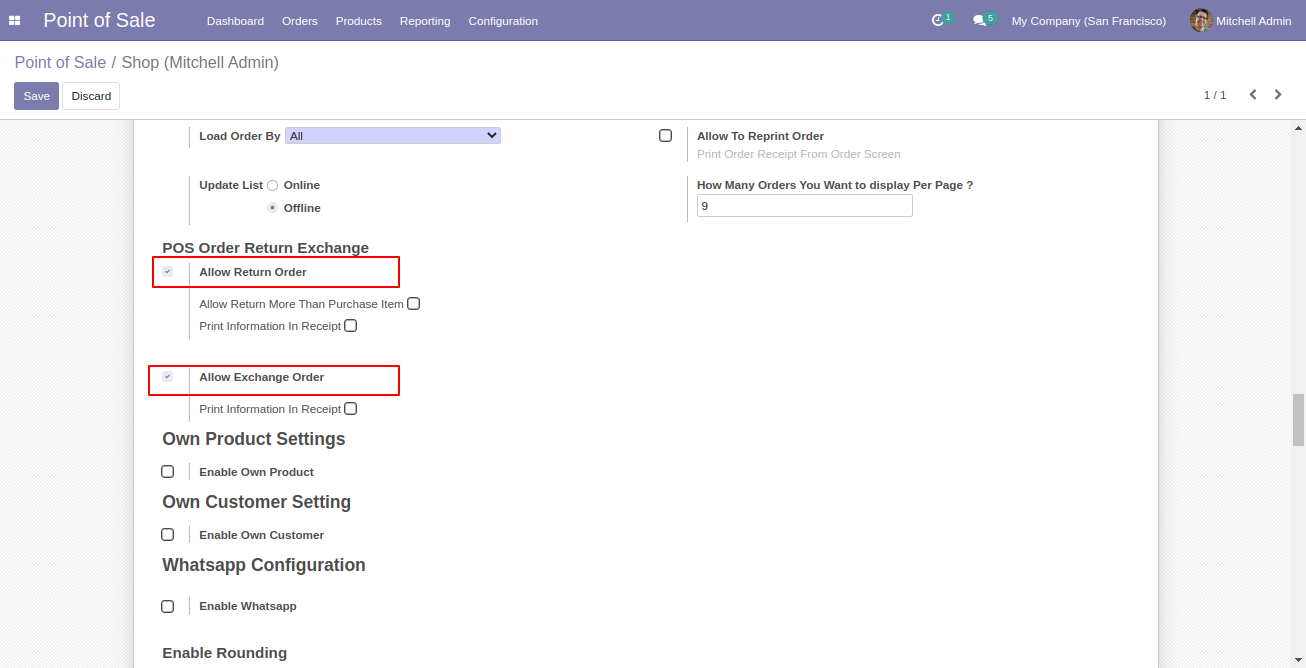 Point of Sale Dashboard Orders Products Reporting Configuration 1 5 My Company (San Francisco) Mitchell Admin
Point of Sale / Shop (Mitchell Admin)
Save Discard 1 / 1
Load Order By All Allow To Reprint Order
Print Order Receipt From Order Screen
Update List Online How Many Orders You Want to display Per Page ?
Offline 9
POS Order Return Exchange
Allow Return Order
Allow Return More Than Purchase Item
Print Information In Receipt
Allow Exchange Order
Print Information In Receipt
Own Product Settings
Enable Own Product
Own Customer Setting
Enable Own Customer
Whatsapp Configuration
Enable Whatsapp
Enable Rounding